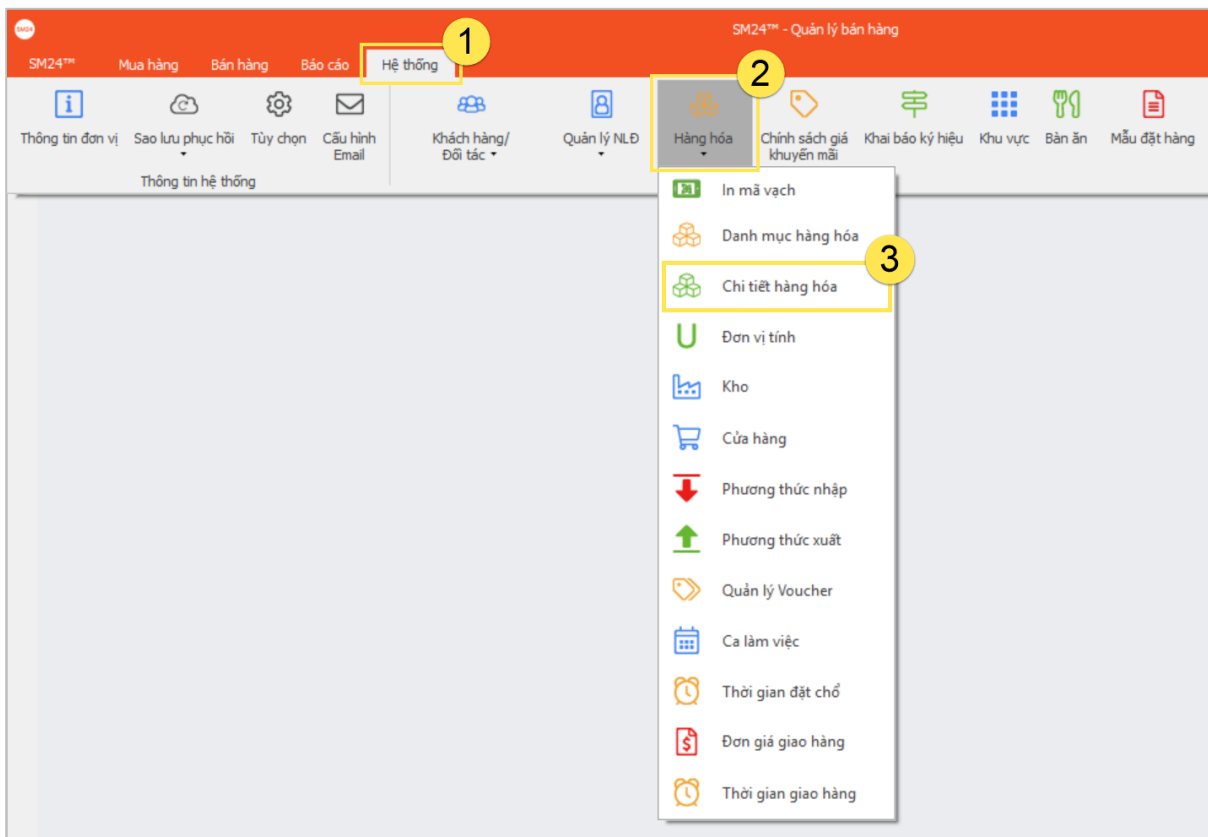 SM24
SM24™ - Quản lý bán hàng
1
SM24™ Mua hàng Bán hàng Báo cáo Hệ thống
2
Thông tin đơn vị Sao lưu phục hồi Tùy chọn Cấu hình Email Khách hàng/ Đối tác Quản lý NLĐ Hàng hóa Chính sách giá khuyến mãi Khai báo ký hiệu Khu vực Bàn ăn Mẫu đặt hàng
Thông tin hệ thống
In mã vạch
Danh mục hàng hóa
3
Chi tiết hàng hóa
Đơn vị tính
Kho
Cửa hàng
Phương thức nhập
Phương thức xuất
Quản lý Voucher
Ca làm việc
Thời gian đặt chổ
Đơn giá giao hàng
Thời gian giao hàng